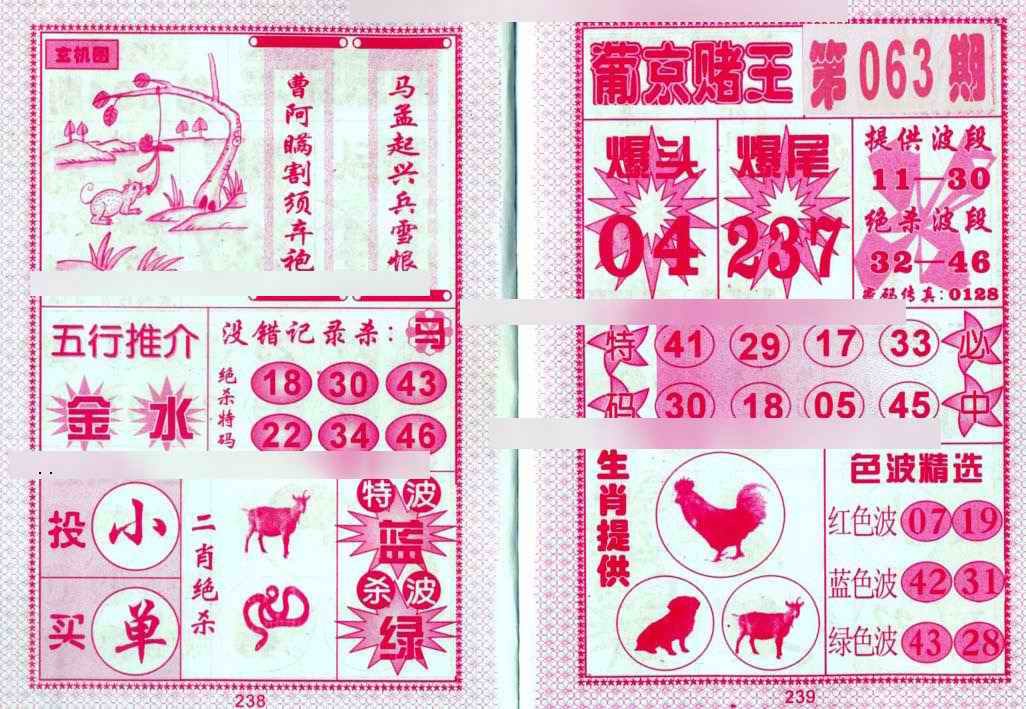 玄机图
曹阿瞒割须弃袍
马孟起兴兵雪恨
五行推介
金 水
没错记录杀:马
绝杀特码
18 30 43
22 34 46
投 小
买 单
二肖绝杀
特波
蓝
杀波
绿
238
葡京赌王
第063期
爆头
04
爆尾
237
提供波段
11—30
绝杀波段
32—46
密码传真:0128
特 41 29 17 33 必
码 30 18 05 45 中
生肖提供
色波精选
红色波 07 19
蓝色波 42 31
绿色波 43 28
239